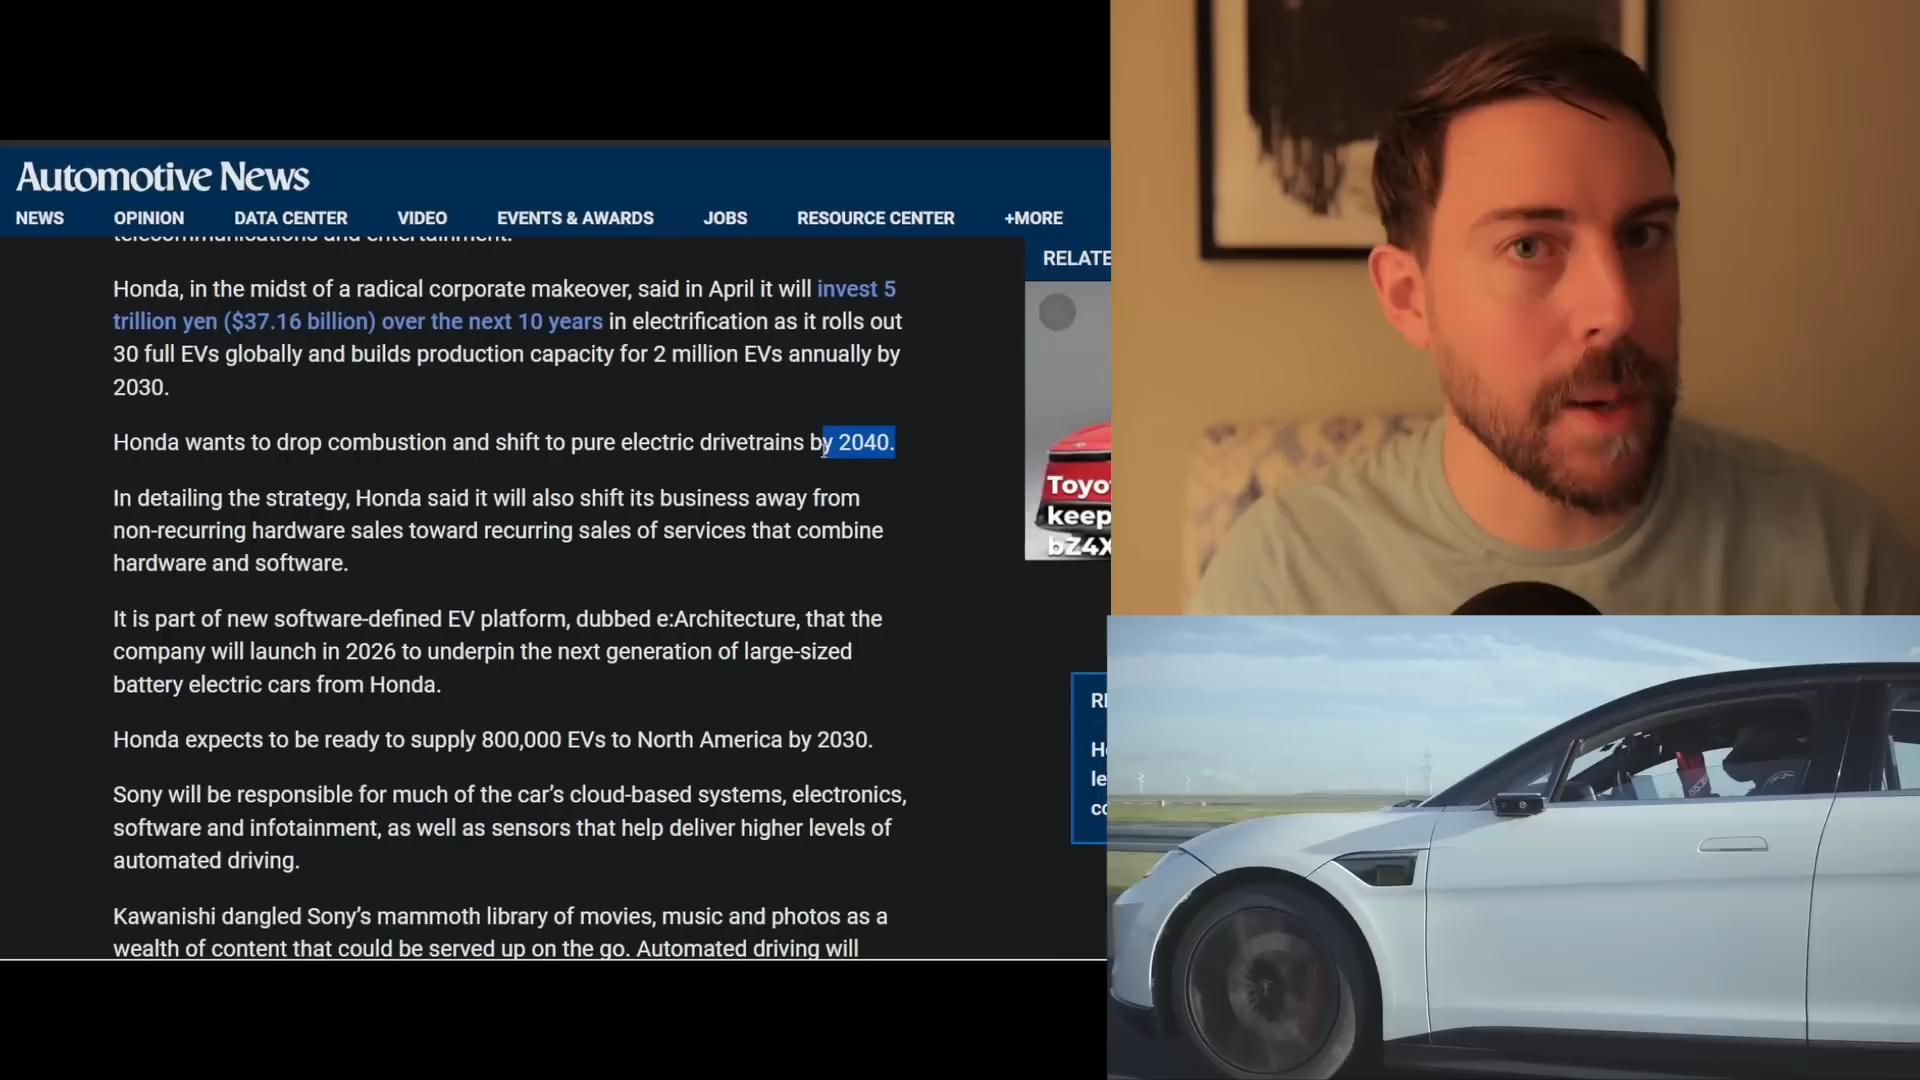 Automotive News
NEWS OPINION DATA CENTER VIDEO EVENTS & AWARDS JOBS RESOURCE CENTER +MORE
telecommunications and entertainment.
Honda, in the midst of a radical corporate makeover, said in April it will invest 5
trillion yen ($37.16 billion) over the next 10 years in electrification as it rolls out
30 full EVs globally and builds production capacity for 2 million EVs annually by
2030.
Honda wants to drop combustion and shift to pure electric drivetrains by 2040.
In detailing the strategy, Honda said it will also shift its business away from
non-recurring hardware sales toward recurring sales of services that combine
hardware and software.
It is part of new software-defined EV platform, dubbed e:Architecture, that the
company will launch in 2026 to underpin the next generation of large-sized
battery electric cars from Honda.
Honda expects to be ready to supply 800,000 EVs to North America by 2030.
Sony will be responsible for much of the car’s cloud-based systems, electronics,
software and infotainment, as well as sensors that help deliver higher levels of
automated driving.
Kawanishi dangled Sony’s mammoth library of movies, music and photos as a
wealth of content that could be served up on the go. Automated driving will
RELATE
Toyo
keep
bZ4X